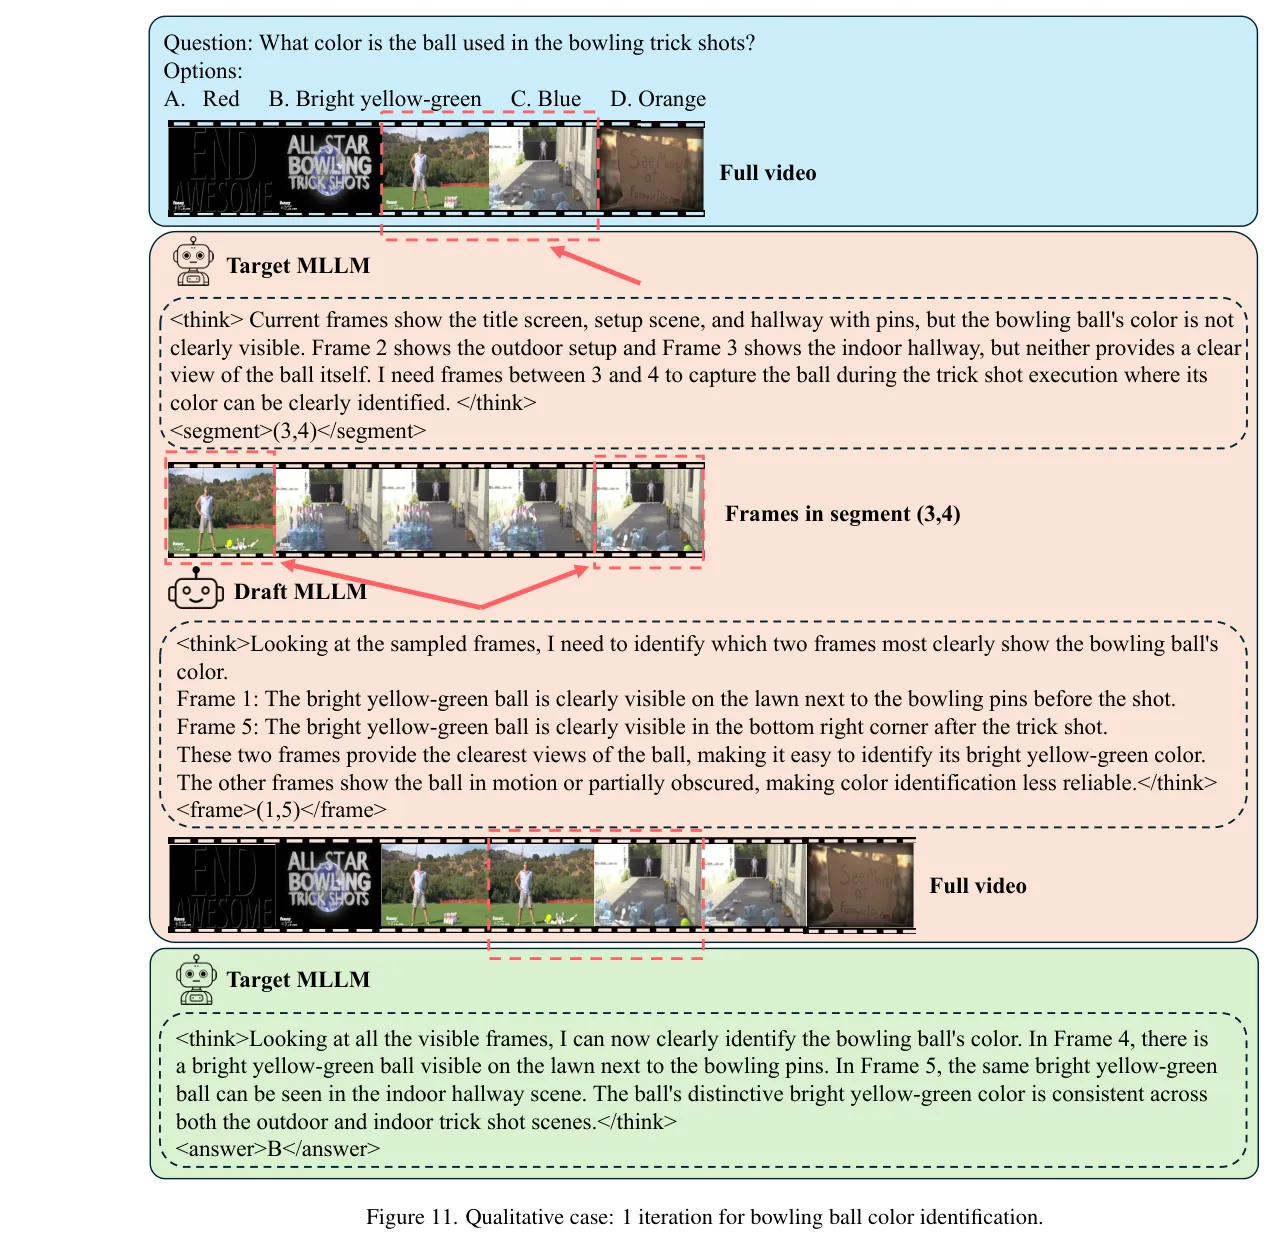 Question: What color is the ball used in the bowling trick shots?
Options:
A. Red B. Bright yellow-green C. Blue D. Orange
END
AWESOME
ALL STAR
BOWLING
TRICK SHOTS
See More
at
Full video
Target MLLM
<think> Current frames show the title screen, setup scene, and hallway with pins, but the bowling ball's color is not
clearly visible. Frame 2 shows the outdoor setup and Frame 3 shows the indoor hallway, but neither provides a clear
view of the ball itself. I need frames between 3 and 4 to capture the ball during the trick shot execution where its
color can be clearly identified. </think>
<segment>(3,4)</segment>
Frames in segment (3,4)
Draft MLLM
<think>Looking at the sampled frames, I need to identify which two frames most clearly show the bowling ball's
color.
Frame 1: The bright yellow-green ball is clearly visible on the lawn next to the bowling pins before the shot.
Frame 5: The bright yellow-green ball is clearly visible in the bottom right corner after the trick shot.
These two frames provide the clearest views of the ball, making it easy to identify its bright yellow-green color.
The other frames show the ball in motion or partially obscured, making color identification less reliable.</think>
<frame>(1,5)</frame>
END
AWESOME
ALL STAR
BOWLING
TRICK SHOTS
See More
at
Full video
Target MLLM
<think>Looking at all the visible frames, I can now clearly identify the bowling ball's color. In Frame 4, there is
a bright yellow-green ball visible on the lawn next to the bowling pins. In Frame 5, the same bright yellow-green
ball can be seen in the indoor hallway scene. The ball's distinctive bright yellow-green color is consistent across
both the outdoor and indoor trick shot scenes.</think>
<answer>B</answer>
Figure 11. Qualitative case: 1 iteration for bowling ball color identification.